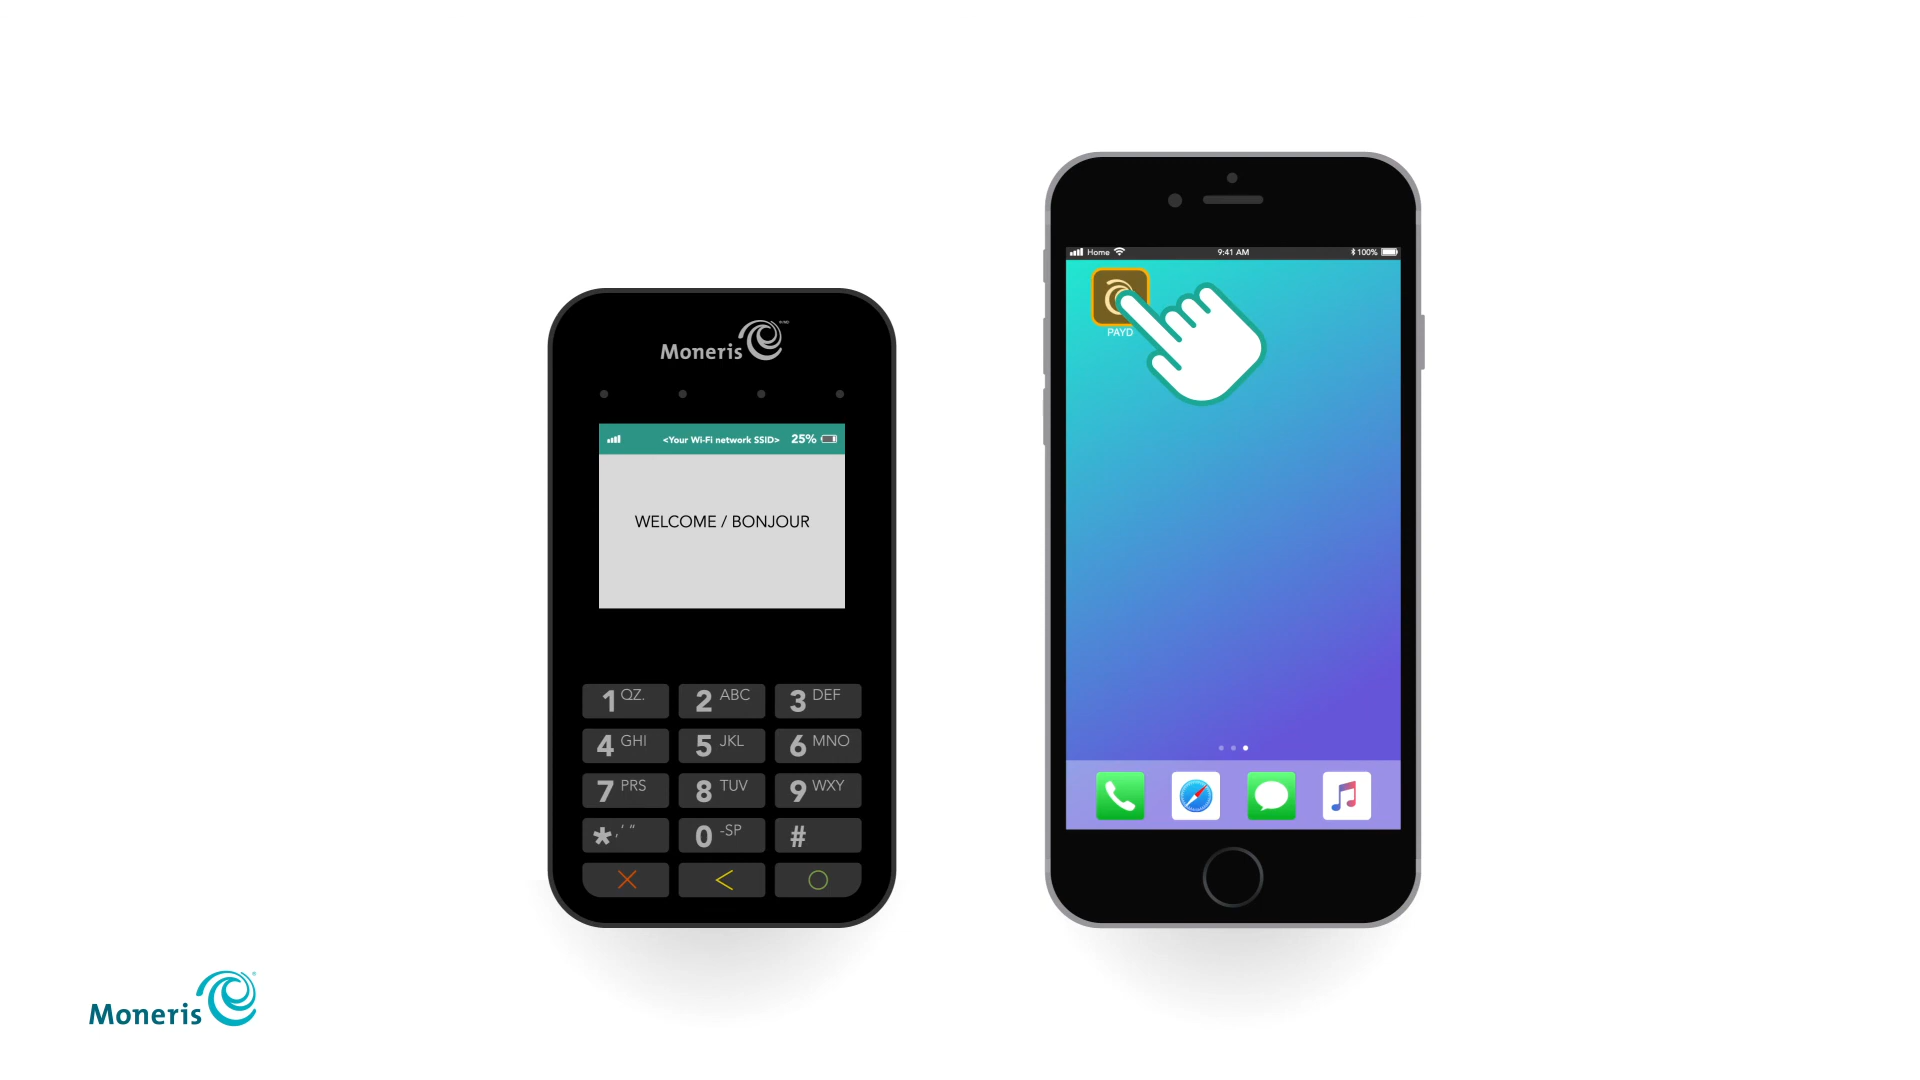 Moneris
<Your Wi-Fi network SSID> 25%
WELCOME / BONJOUR
1 QZ. 2 ABC 3 DEF
4 GHI 5 JKL 6 MNO
7 PRS 8 TUV 9 WXY
* , ' " 0 -SP #
Home 9:41 AM 100%
PAYD
Moneris